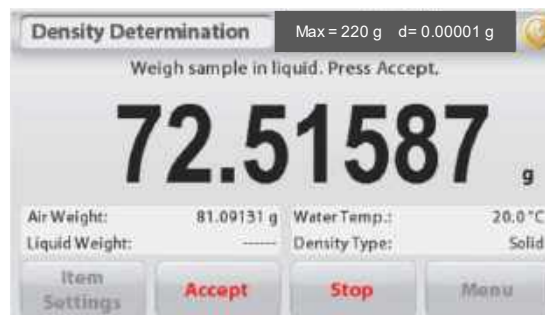 Density Determination Max = 220 g d= 0.00001 g
Weigh sample in liquid. Press Accept.
72.51587 g
Air Weight: 81.09131 g Water Temp.: 20.0°C
Liquid Weight: ------ Density Type: Solid
Item Settings Accept Stop Menu